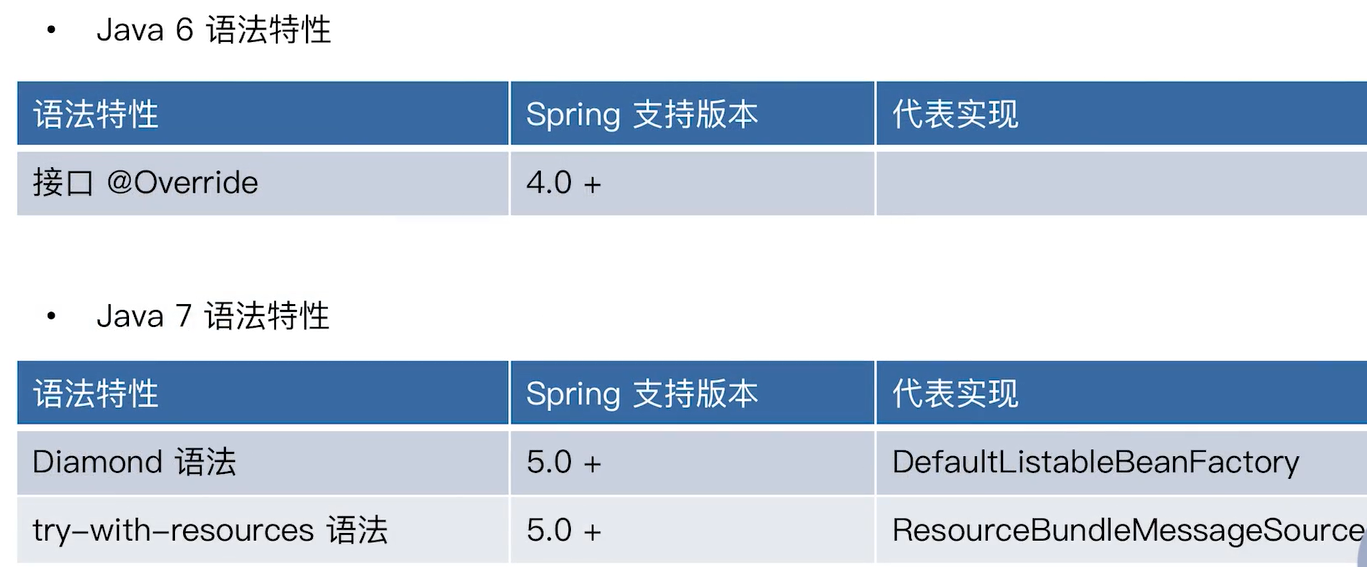 • Java 6 语法特性
语法特性 Spring 支持版本 代表实现
接口 @Override 4.0 +
• Java 7 语法特性
语法特性 Spring 支持版本 代表实现
Diamond 语法 5.0 + DefaultListableBeanFactory
try-with-resources 语法 5.0 + ResourceBundleMessageSource